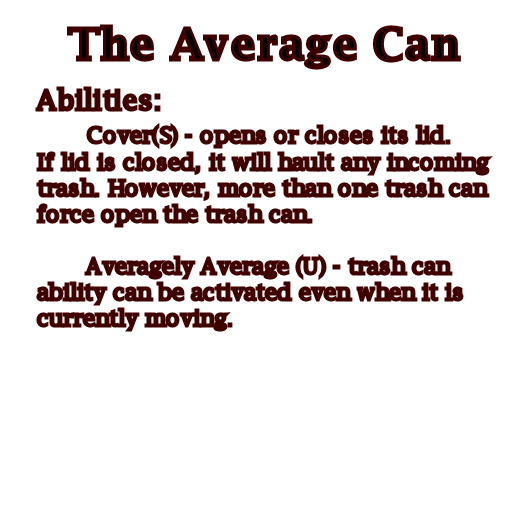 The Average Can
Abilities:
Cover(S) - opens or closes its lid.
If lid is closed, it will hault any incoming
trash. However, more than one trash can
force open the trash can.
Averagely Average (U) - trash can
ability can be activated even when it is
currently moving.